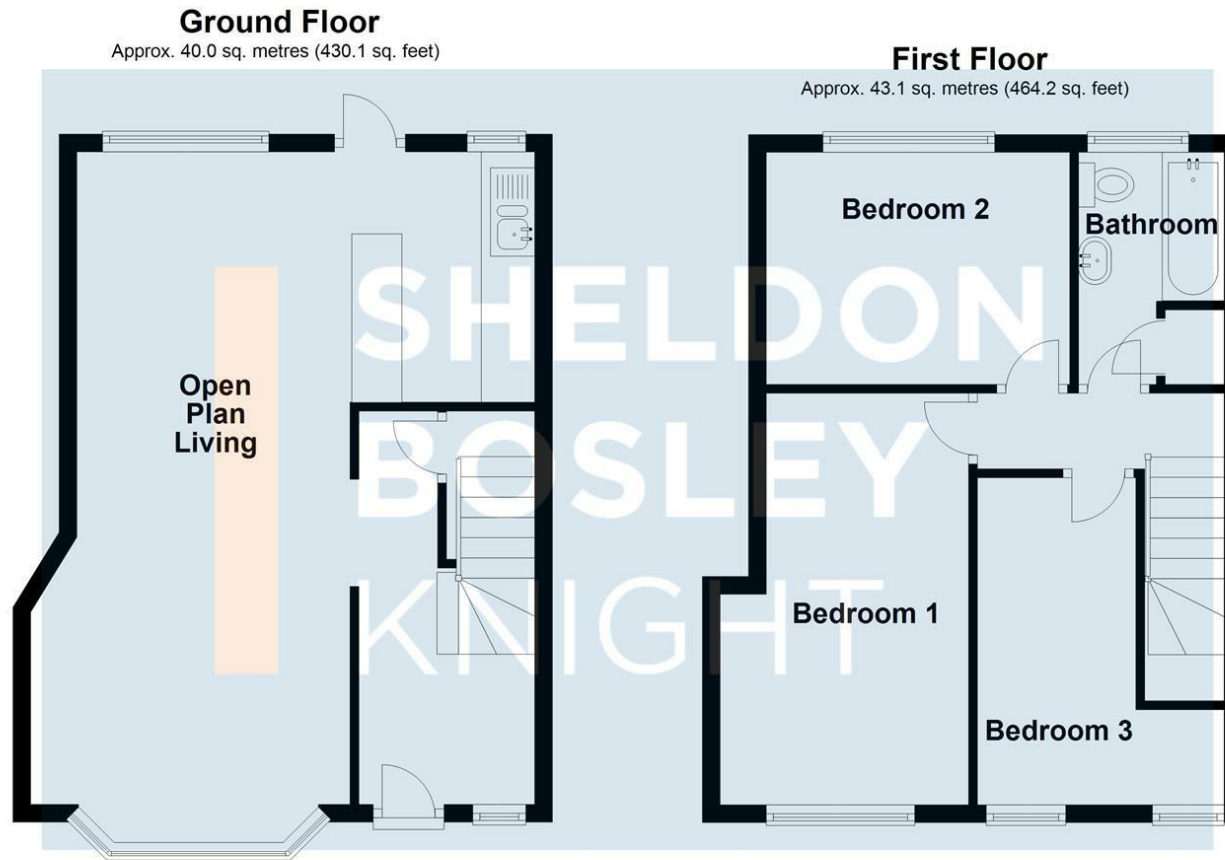 Ground Floor
Approx. 40.0 sq. metres (430.1 sq. feet)
First Floor
Approx. 43.1 sq. metres (464.2 sq. feet)
Bedroom 2
Bathroom
SHELDON
Open
Plan
Living
BOSLEY
KNIGHT
Bedroom 1
Bedroom 3